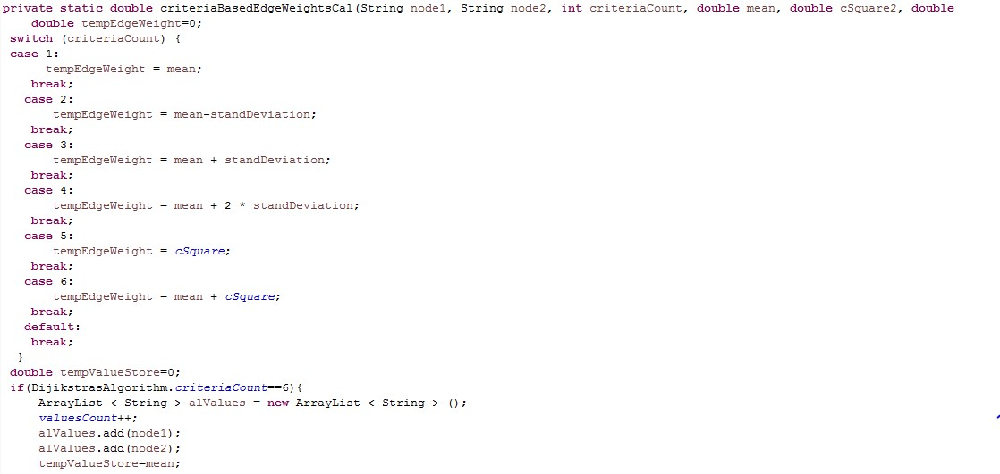 private static double criteriaBasedEdgeWeightsCal(String node1, String node2, int criteriaCount, double mean, double cSquare2, double
double tempEdgeWeight=0;
switch (criteriaCount) {
case 1:
tempEdgeWeight = mean;
break;
case 2:
tempEdgeWeight = mean-standDeviation;
break;
case 3:
tempEdgeWeight = mean + standDeviation;
break;
case 4:
tempEdgeWeight = mean + 2 * standDeviation;
break;
case 5:
tempEdgeWeight = cSquare;
break;
case 6:
tempEdgeWeight = mean + cSquare;
break;
default:
break;
}
double tempValueStore=0;
if(DijikstrasAlgorithm.criteriaCount==6){
ArrayList < String > alValues = new ArrayList < String > ();
valuesCount++;
alValues.add(node1);
alValues.add(node2);
tempValueStore=mean;